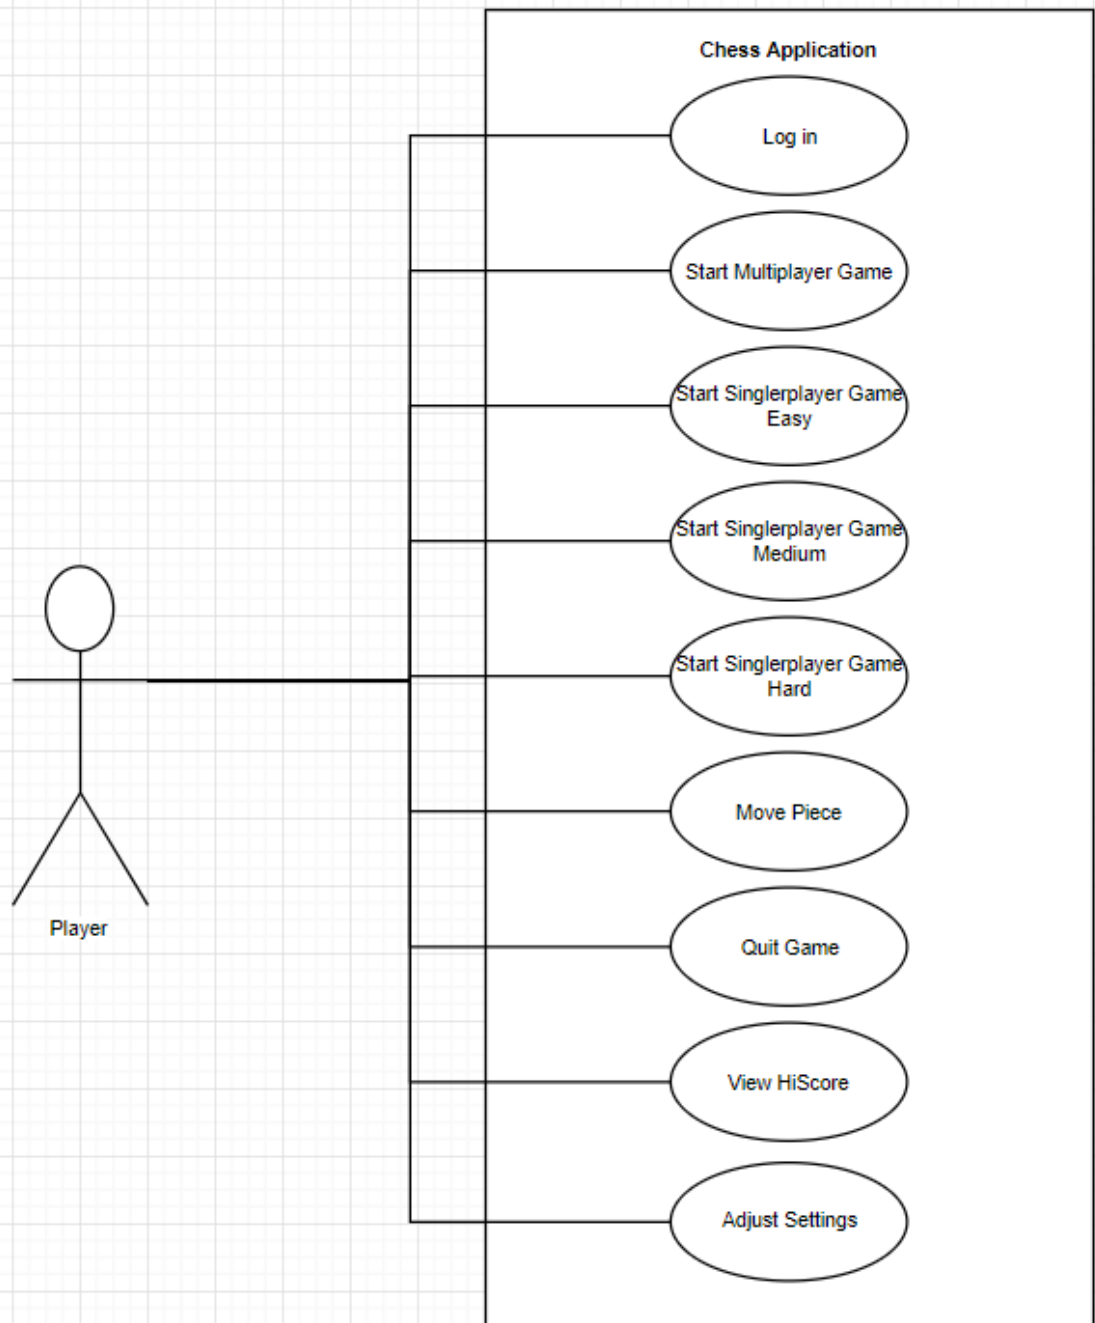 Chess Application
Log in
Start Multiplayer Game
Start Singlerplayer Game
Easy
Start Singlerplayer Game
Medium
Start Singlerplayer Game
Hard
Move Piece
Player
Quit Game
View HiScore
Adjust Settings